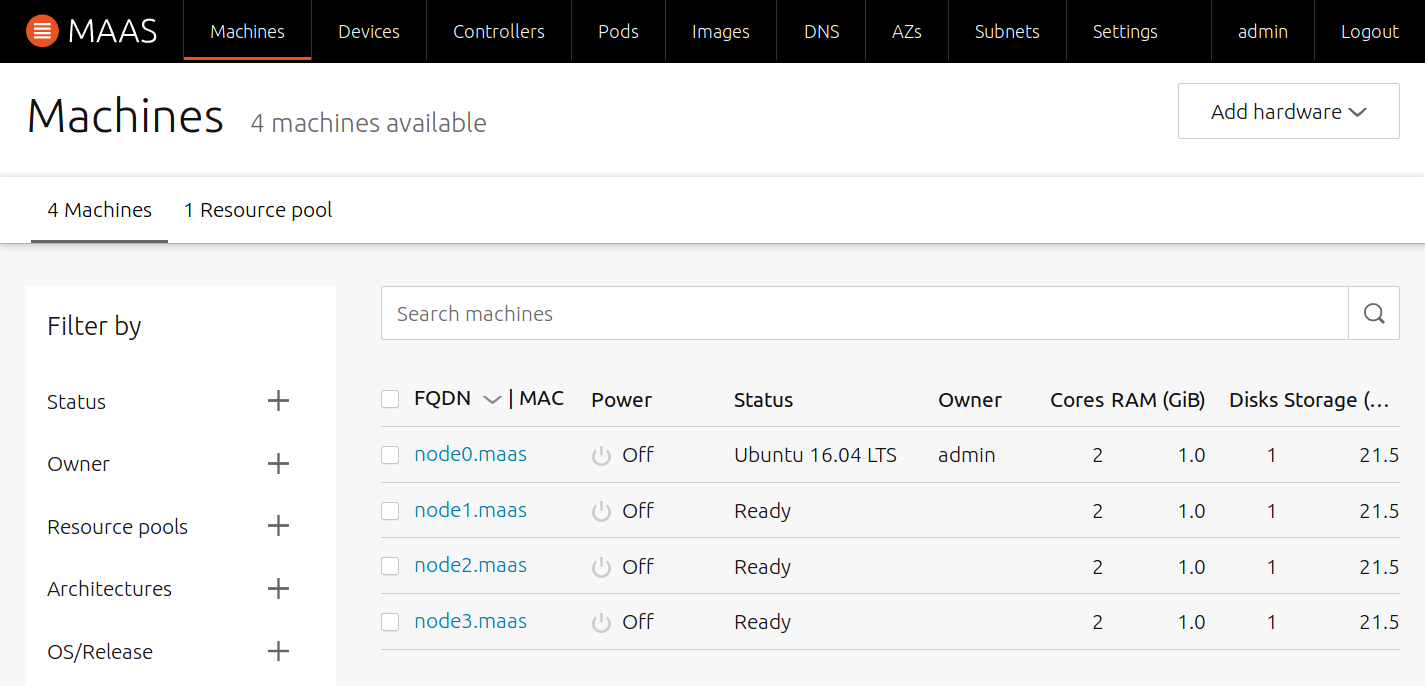 MAAS Machines Devices Controllers Pods Images DNS AZs Subnets Settings admin Logout
Machines 4 machines available Add hardware
4 Machines 1 Resource pool
Filter by
Status
Owner
Resource pools
Architectures
OS/Release
Search machines
FQDN | MAC Power Status Owner Cores RAM (GiB) Disks Storage (...
node0.maas Off Ubuntu 16.04 LTS admin 2 1.0 1 21.5
node1.maas Off Ready 2 1.0 1 21.5
node2.maas Off Ready 2 1.0 1 21.5
node3.maas Off Ready 2 1.0 1 21.5